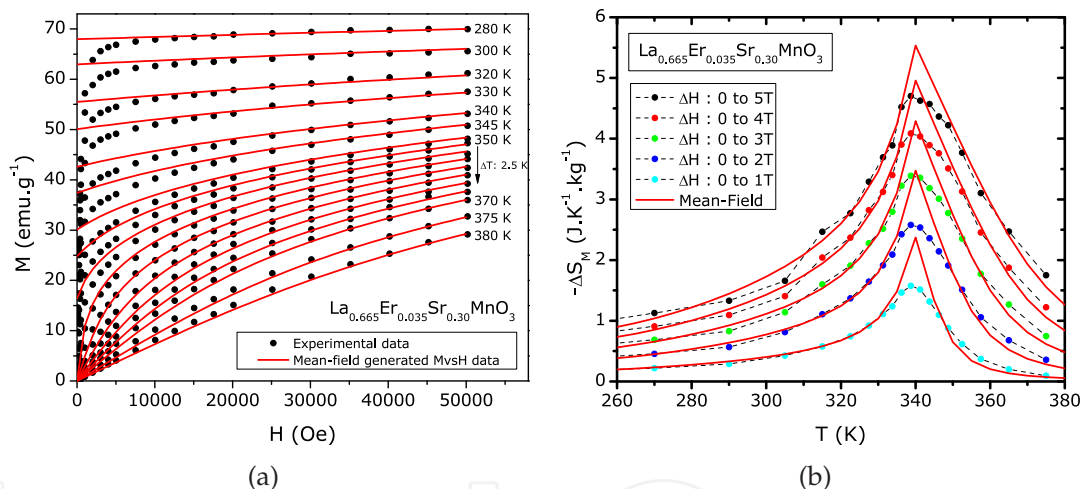 280 K
300 K
320 K
330 K
340 K
345 K
350 K
ΔT: 2.5 K
370 K
375 K
380 K
La0.665Er0.035Sr0.30MnO3
Experimental data
Mean-field generated MvsH data
70
60
50
40
30
20
10
0
M (emu.g-1)
0 10000 20000 30000 40000 50000
H (Oe)
(a)
La0.665Er0.035Sr0.30MnO3
ΔH : 0 to 5T
ΔH : 0 to 4T
ΔH : 0 to 3T
ΔH : 0 to 2T
ΔH : 0 to 1T
Mean-Field
6
5
4
3
2
1
0
-ΔSM (J.K-1.kg-1)
260 280 300 320 340 360 380
T (K)
(b)